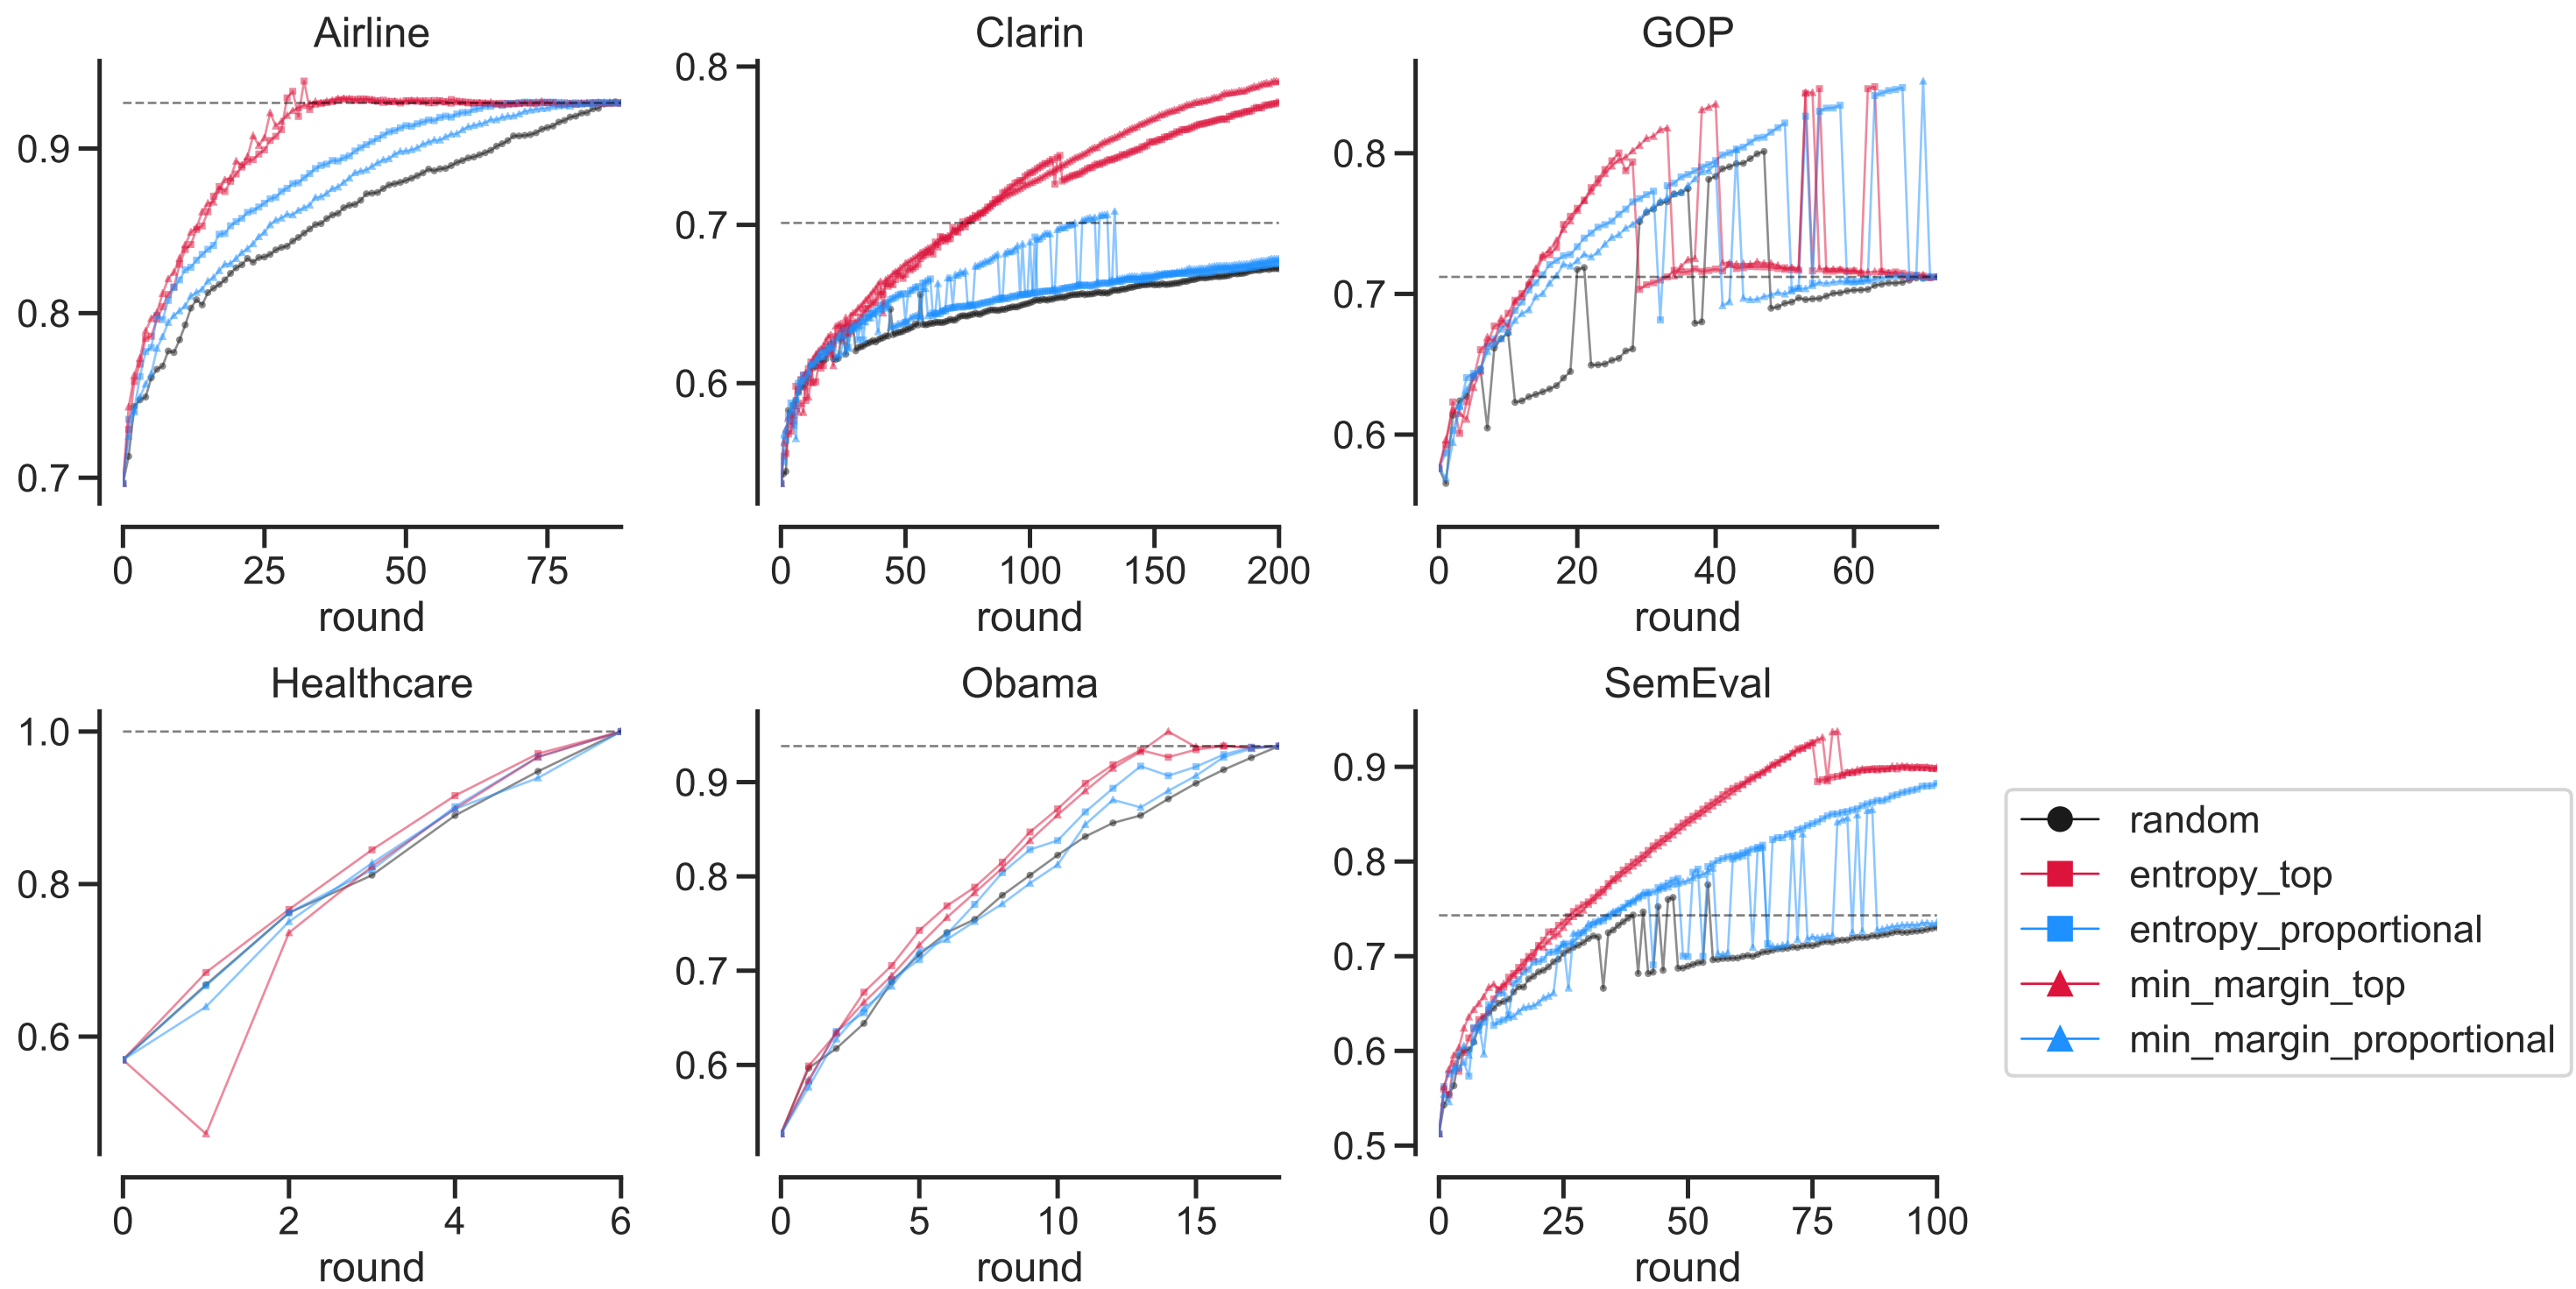 Airline
0.9
0.8
0.7
0 25 50 75
round
Clarin
0.8
0.7
0.6
0 50 100 150 200
round
GOP
0.8
0.7
0.6
0 20 40 60
round
Healthcare
1.0
0.8
0.6
0 2 4 6
round
Obama
0.9
0.8
0.7
0.6
0 5 10 15
round
SemEval
0.9
0.8
0.7
0.6
0.5
0 25 50 75 100
round
random
entropy_top
entropy_proportional
min_margin_top
min_margin_proportional